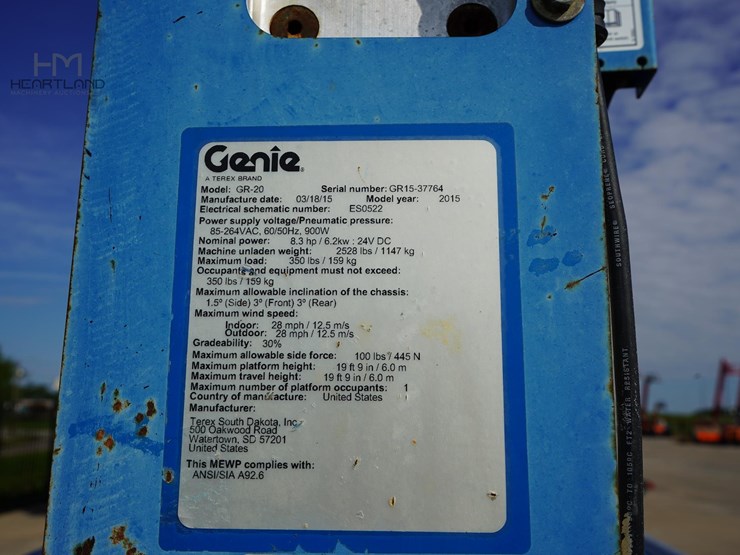 HM
HEARTLAND
Genie
A TEREX BRAND
Model: GR-20 Serial number: GR15-37764
Manufacture date: 03/18/15 Model year: 2015
Electrical schematic number: ES0522
Power supply voltage/Pneumatic pressure:
85-264VAC, 60/50Hz, 900W
Nominal power: 8.3 hp / 6.2kw : 24V DC
Machine unladen weight: 2528 lbs / 1147 kg
Maximum load: 350 lbs / 159 kg
Occupants and equipment must not exceed:
350 lbs / 159 kg
Maximum allowable inclination of the chassis:
1.5º (Side) 3º (Front) 3º (Rear)
Maximum wind speed:
Indoor: 28 mph / 12.5 m/s
Outdoor: 28 mph / 12.5 m/s
Gradeability: 30%
Maximum allowable side force: 100 lbs / 445 N
Maximum platform height: 19 ft 9 in / 6.0 m
Maximum travel height: 19 ft 9 in / 6.0 m
Maximum number of platform occupants: 1
Country of manufacture: United States
Manufacturer:
Terex South Dakota, Inc.
500 Oakwood Road
Watertown, SD 57201
United States
This MEWP complies with:
ANSI/SIA A92.6
SOUTHWIRE®
WATER RESISTANT